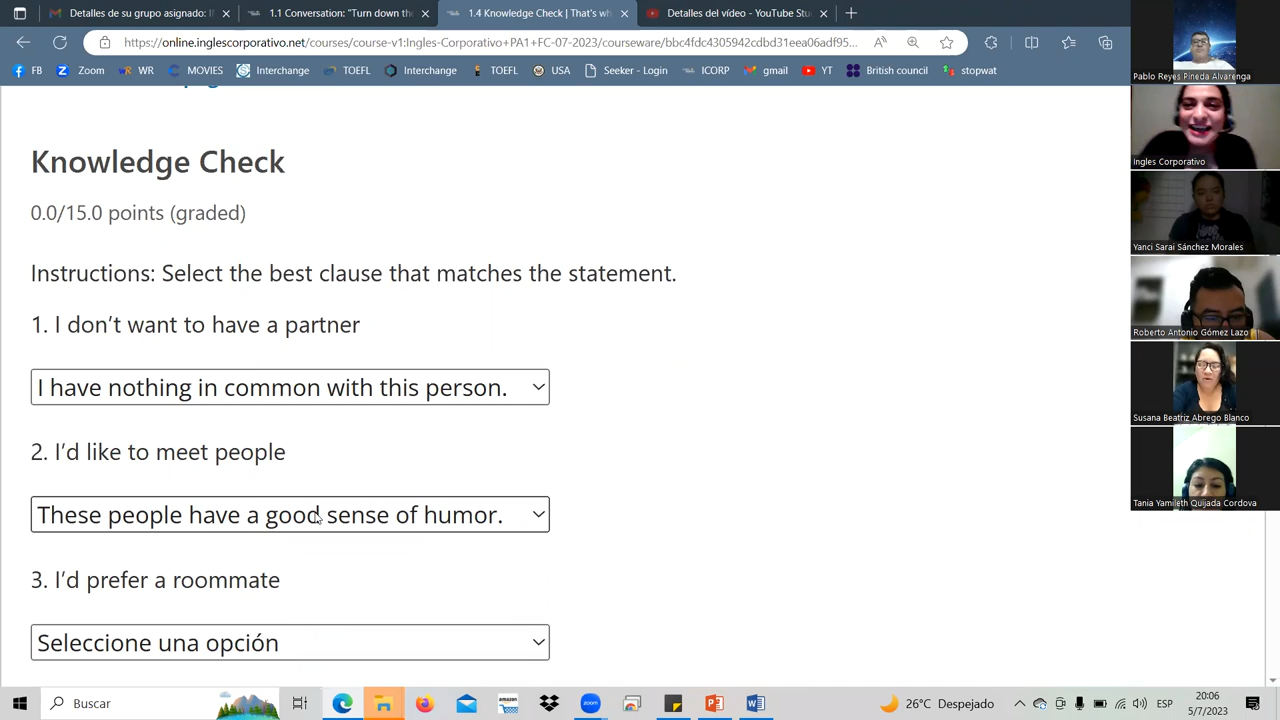 Detalles de su grupo asignado: I
1.1 Conversation: "Turn down the
1.4 Knowledge Check | That's wh
Detalles del vídeo - YouTube Stu
https://online.inglescorporativo.net/courses/course-v1:Ingles-Corporativo+PA1+FC-07-2023/courseware/bbc4fdc4305942cdbd31eea06adf95...
FB
Zoom
WR
MOVIES
Interchange
TOEFL
Interchange
TOEFL
USA
Seeker - Login
ICORP
gmail
YT
British council
stopwat
Knowledge Check
0.0/15.0 points (graded)
Instructions: Select the best clause that matches the statement.
1. I don’t want to have a partner
I have nothing in common with this person.
2. I’d like to meet people
These people have a good sense of humor.
3. I’d prefer a roommate
Seleccione una opción
Pablo Reyes Pineda Alvarenga
Ingles Corporativo
Yanci Sarai Sánchez Morales
Roberto Antonio Gómez Lazo
Susana Beatriz Abrego Blanco
Tania Yamileth Quijada Cordova
Buscar
26°C Despejado
ESP
20:06
5/7/2023